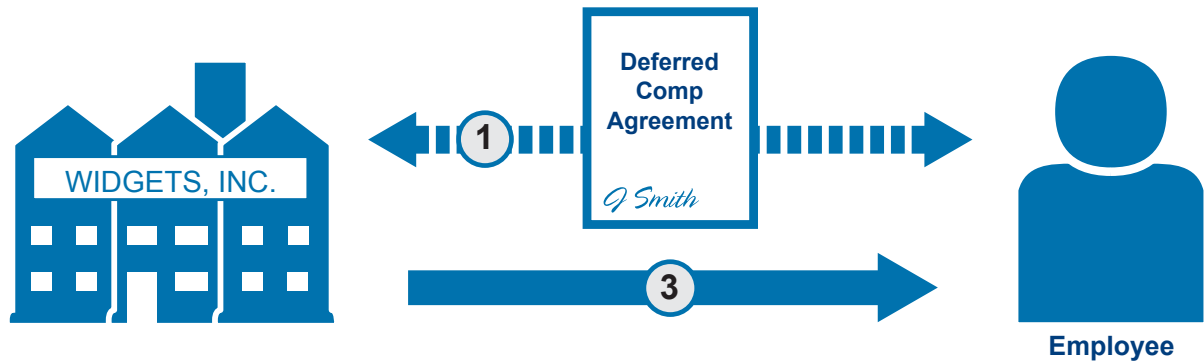 Deferred
Comp
Agreement
1
WIDGETS, INC.
J Smith
3
Employee